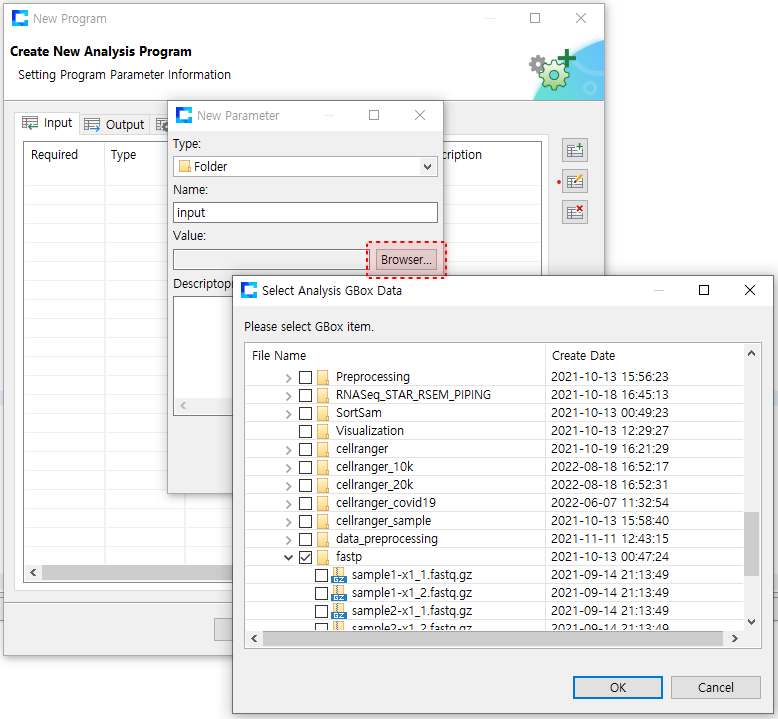 New Program
Create New Analysis Program
Setting Program Parameter Information
Input
Output
Required Type
cription
New Parameter
Type:
Folder
Name:
input
Value:
Browser...
Descriptop
Select Analysis GBox Data
Please select GBox item.
File Name Create Date
Preprocessing 2021-10-13 15:56:23
RNASeq_STAR_RSEM_PIPING 2021-10-18 16:45:13
SortSam 2021-10-13 00:49:23
Visualization 2021-10-13 12:29:27
cellranger 2021-10-19 16:21:29
cellranger_10k 2022-08-18 16:52:17
cellranger_20k 2022-08-18 16:52:31
cellranger_covid19 2022-06-07 11:32:54
cellranger_sample 2021-10-13 15:58:40
data_preprocessing 2021-11-11 12:43:15
fastp 2021-10-13 00:47:24
GZ sample1-x1_1.fastq.gz 2021-09-14 21:13:49
GZ sample1-x1_2.fastq.gz 2021-09-14 21:13:49
GZ sample2-x1_1.fastq.gz 2021-09-14 21:13:49
sample2-x1_2.fastq.gz 2021-09-14 21:13:49
OK Cancel